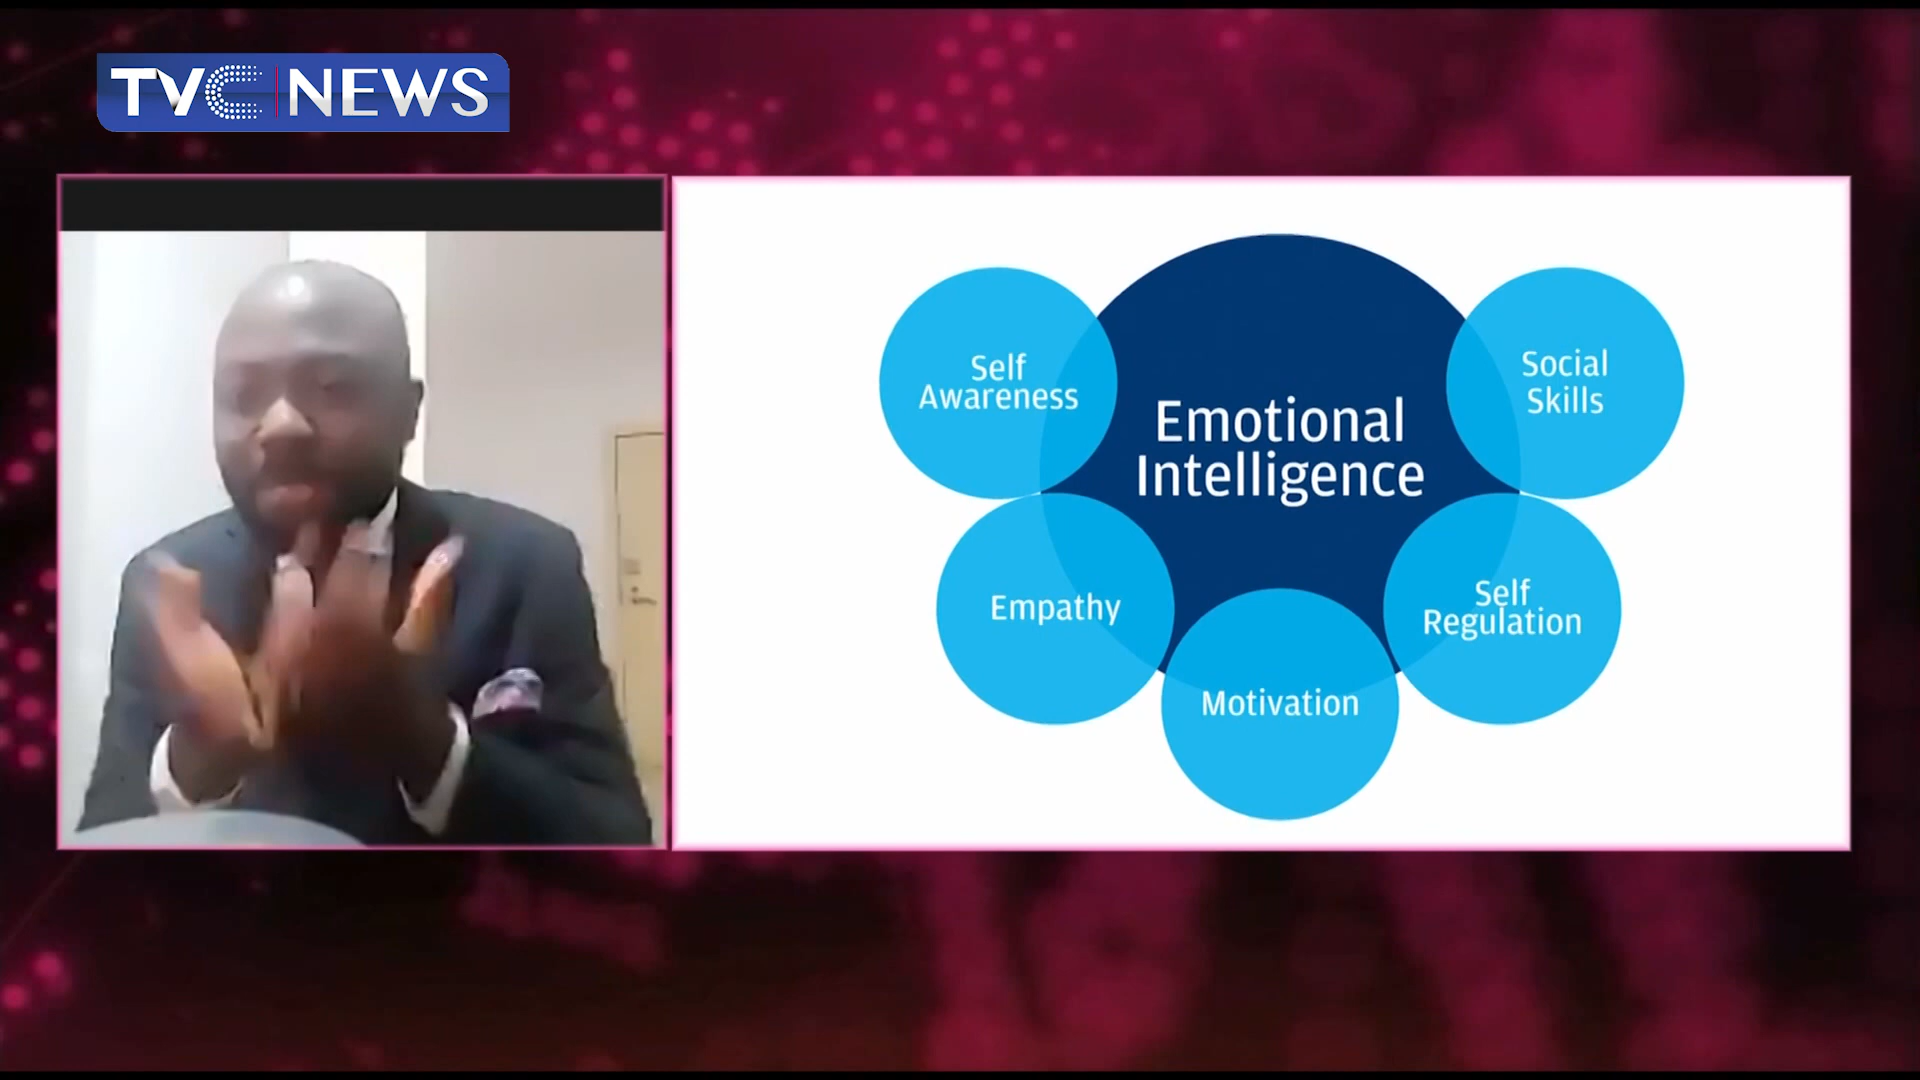 TVC NEWS
Self
Awareness
Emotional
Intelligence
Social
Skills
Empathy
Motivation
Self
Regulation